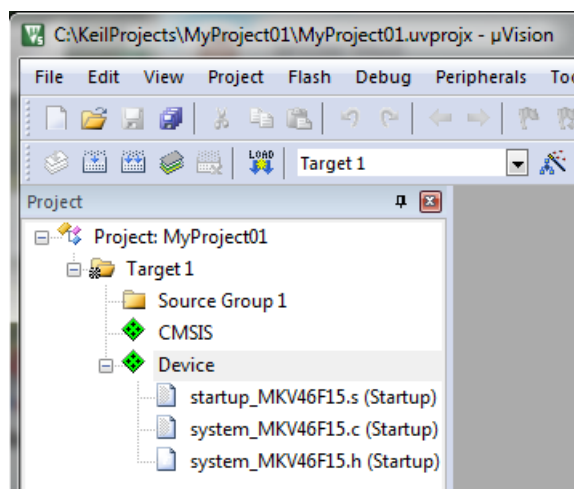 C:\KeilProjects\MyProject01\MyProject01.uvprojx - µVision
File Edit View Project Flash Debug Peripherals
LOAD Target 1
Project
Project: MyProject01
Target 1
Source Group 1
CMSIS
Device
startup_MKV46F15.s (Startup)
system_MKV46F15.c (Startup)
system_MKV46F15.h (Startup)